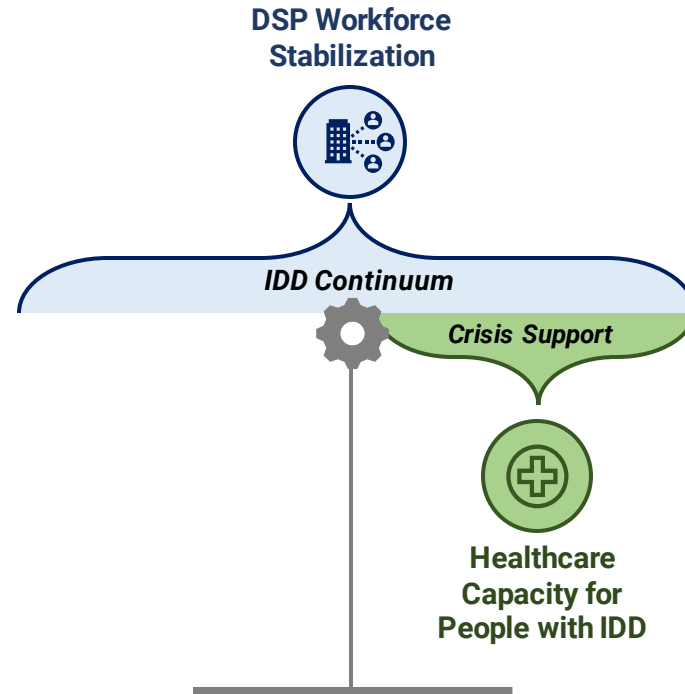 DSP Workforce
Stabilization
IDD Continuum
Crisis Support
Healthcare
Capacity for
People with IDD